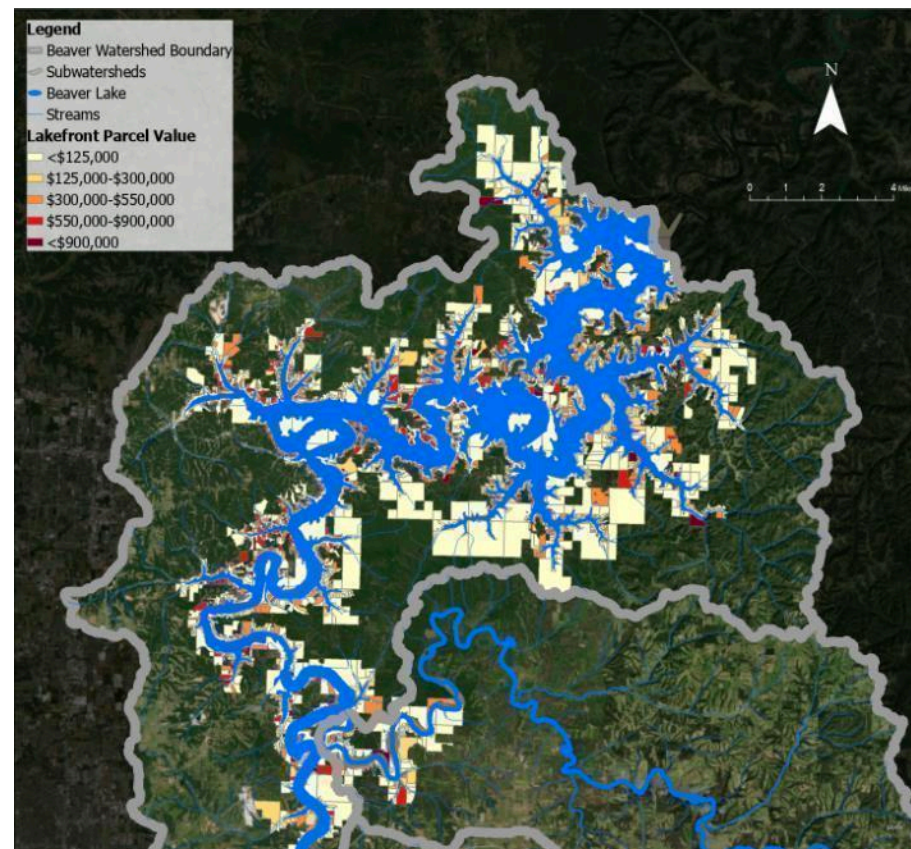 Legend
Beaver Watershed Boundary
Subwatersheds
Beaver Lake
Streams
Lakefront Parcel Value
<$125,000
$125,000-$300,000
$300,000-$550,000
$550,000-$900,000
<$900,000
N
0 1 2 4 Miles